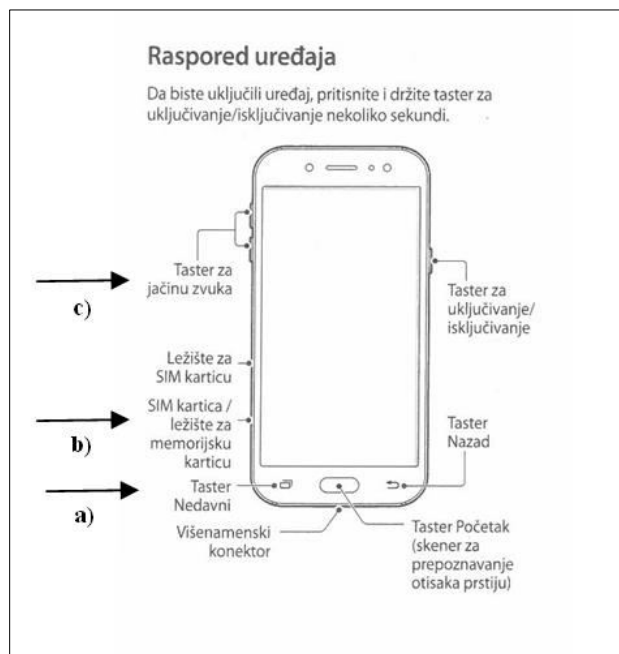 Raspored uređaja
Da biste uključili uređaj, pritisnite i držite taster za
uključivanje/isključivanje nekoliko sekundi.
Taster za
jačinu zvuka
c)
Taster za
uključivanje/
isključivanje
Ležište za
SIM karticu
SIM kartica /
ležište za
memorijsku
karticu
b)
Taster
Nazad
Taster
Nedavni
a)
Višenamenski
konektor
Taster Početak
(skener za
prepoznavanje
otisaka prstiju)